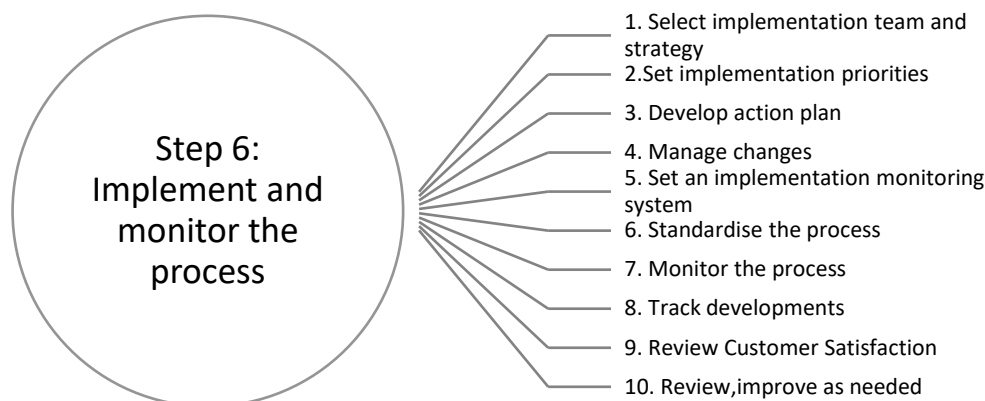 Step 6:
Implement and
monitor the
process
1. Select implementation team and
strategy
2.Set implementation priorities
3. Develop action plan
4. Manage changes
5. Set an implementation monitoring
system
6. Standardise the process
7. Monitor the process
8. Track developments
9. Review Customer Satisfaction
10. Review,improve as needed